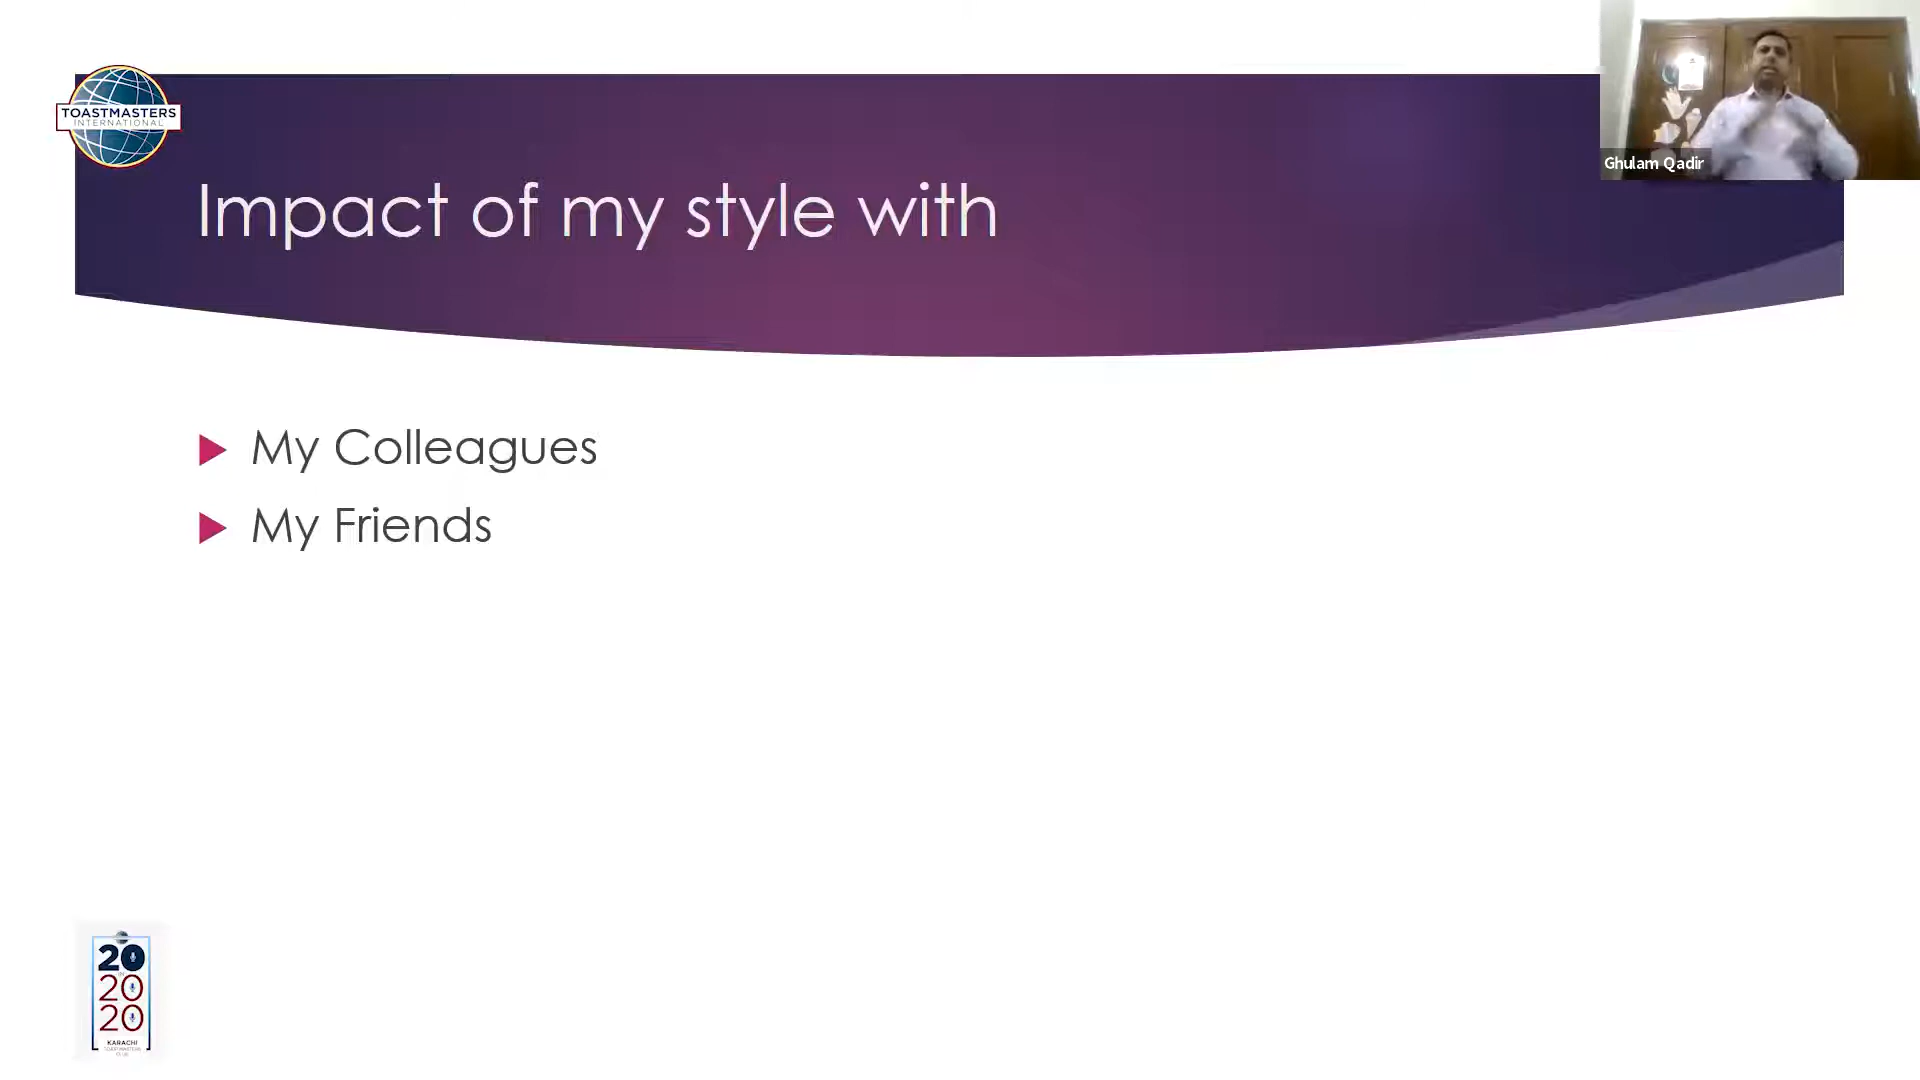 TOASTMASTERS
INTERNATIONAL
Ghulam Qadir
Impact of my style with
My Colleagues
My Friends
20
20
20
KARACHI